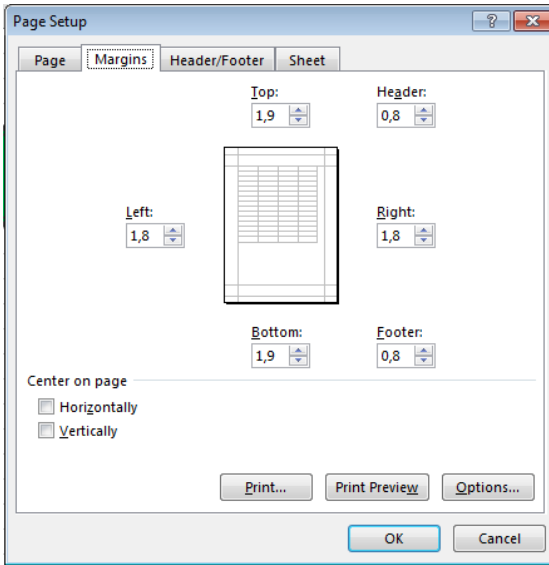 Page Setup
Page Margins Header/Footer Sheet
Top: Header:
1,9 0,8
Left: Right:
1,8 1,8
Bottom: Footer:
1,9 0,8
Center on page
Horizontally
Vertically
Print... Print Preview Options...
OK Cancel